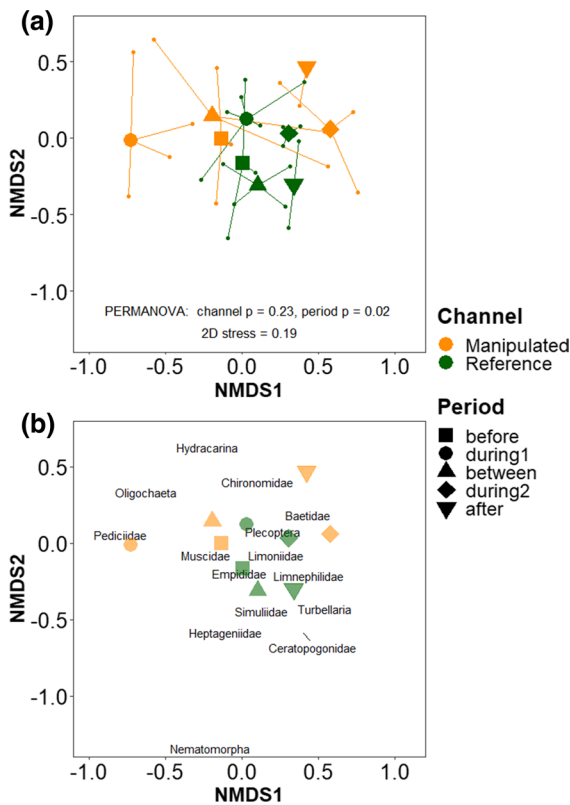 (a)
0.5
0.0
-0.5
-1.0
NMDS2
PERMANOVA: channel p = 0.23, period p = 0.02
2D stress = 0.19
-1.0 -0.5 0.0 0.5 1.0
NMDS1
Channel
Manipulated
Reference
Period
before
during1
between
during2
after
(b)
0.5
0.0
-0.5
-1.0
NMDS2
Hydracarina
Chironomidae
Oligochaeta
Baetidae
Pediciidae
Plecoptera
Muscidae Limoniidae
Empididae Limnephilidae
Simuliidae Turbellaria
Heptageniidae
Ceratopogonidae
Nematomorpha
-1.0 -0.5 0.0 0.5 1.0
NMDS1